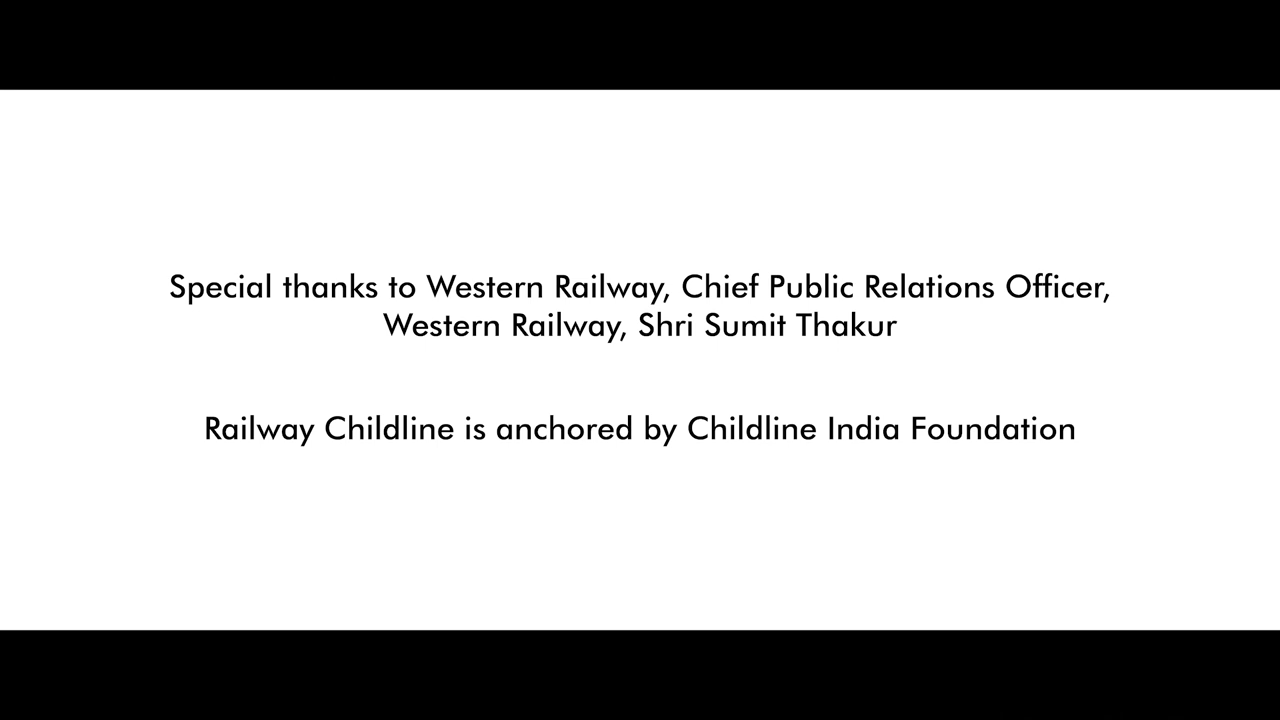 Special thanks to Western Railway, Chief Public Relations Officer,
Western Railway, Shri Sumit Thakur
Railway Childline is anchored by Childline India Foundation